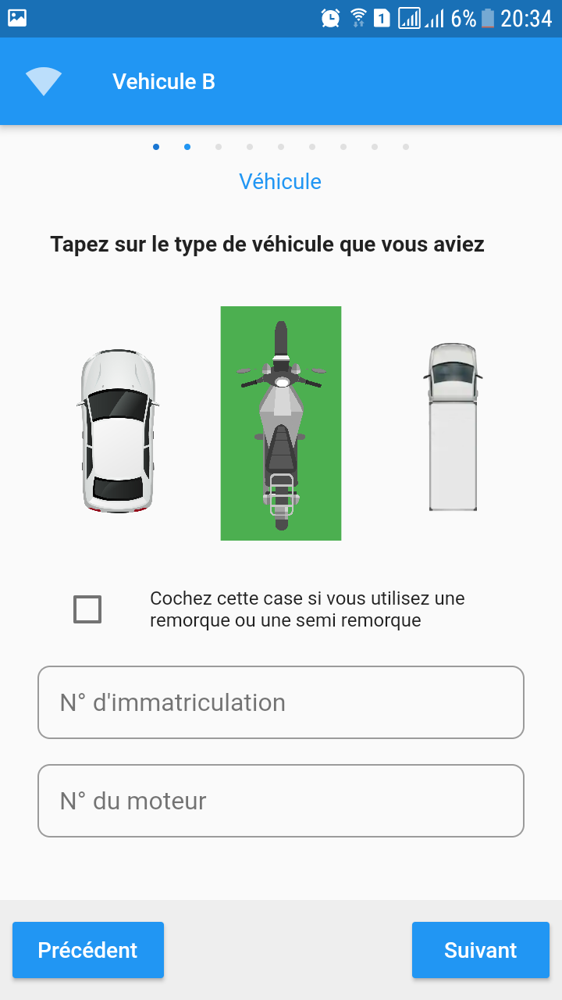 1 6% 20:34
Vehicule B
Véhicule
Tapez sur le type de véhicule que vous aviez
Cochez cette case si vous utilisez une
remorque ou une semi remorque
N° d'immatriculation
N° du moteur
Précédent Suivant